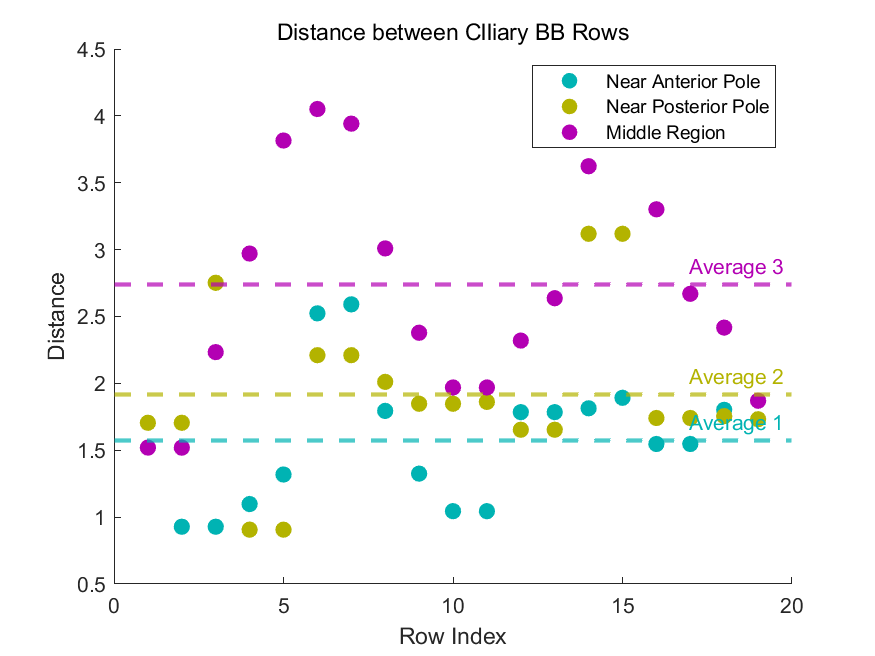 Distance between CIliary BB Rows
4.5
4
3.5
3
2.5
2
1.5
1
0.5
Distance
Near Anterior Pole
Near Posterior Pole
Middle Region
Average 3
Average 2
Average 1
0
5
10
15
20
Row Index